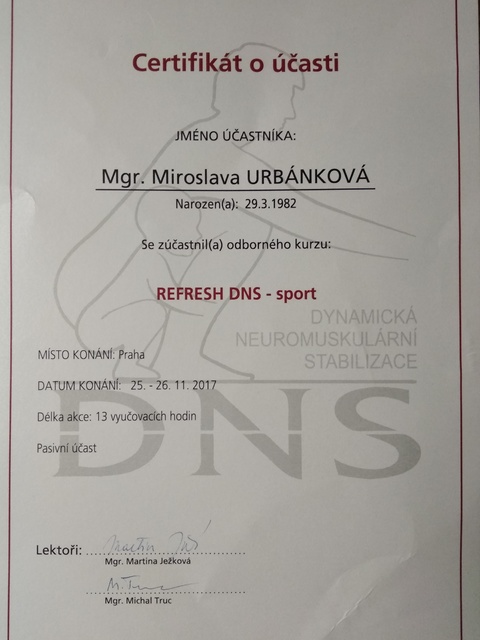 Certifikát o účasti
JMÉNO ÚČASTNÍKA:
Mgr. Miroslava URBÁNKOVÁ
Narozen(a): 29.3.1982
Se zúčastnil(a) odborného kurzu:
REFRESH DNS - sport
DYNAMICKÁ
NEUROMUSKULÁRNÍ
STABILIZACE
MÍSTO KONÁNÍ: Praha
DATUM KONÁNÍ: 25. - 26. 11. 2017
Délka akce: 13 vyučovacích hodin
Pasivní účast
DNS
Lektoři:
Mgr. Martina Ježková
M. Truc
Mgr. Michal Truc